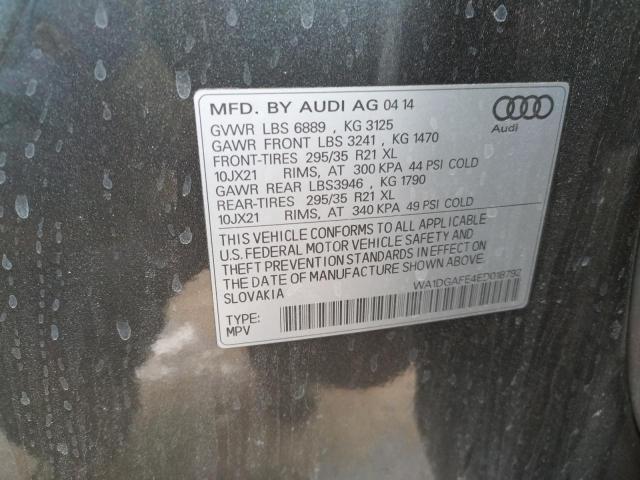 MFD. BY AUDI AG 04 14
Audi
GVWR LBS 6889 , KG 3125
GAWR FRONT LBS 3241 , KG 1470
FRONT-TIRES 295/35 R21 XL
10JX21 RIMS, AT 300 KPA 44 PSI COLD
GAWR REAR LBS3946 , KG 1790
REAR-TIRES 295/35 R21 XL
10JX21 RIMS, AT 340 KPA 49 PSI COLD
THIS VEHICLE CONFORMS TO ALL APPLICABLE
U.S. FEDERAL MOTOR VEHICLE SAFETY AND
THEFT PREVENTION STANDARDS IN EFFECT ON
THE DATE OF MANUFACTURE SHOWN ABOVE.
SLOVAKIA
WA1DGAFE4ED018792
TYPE:
MPV